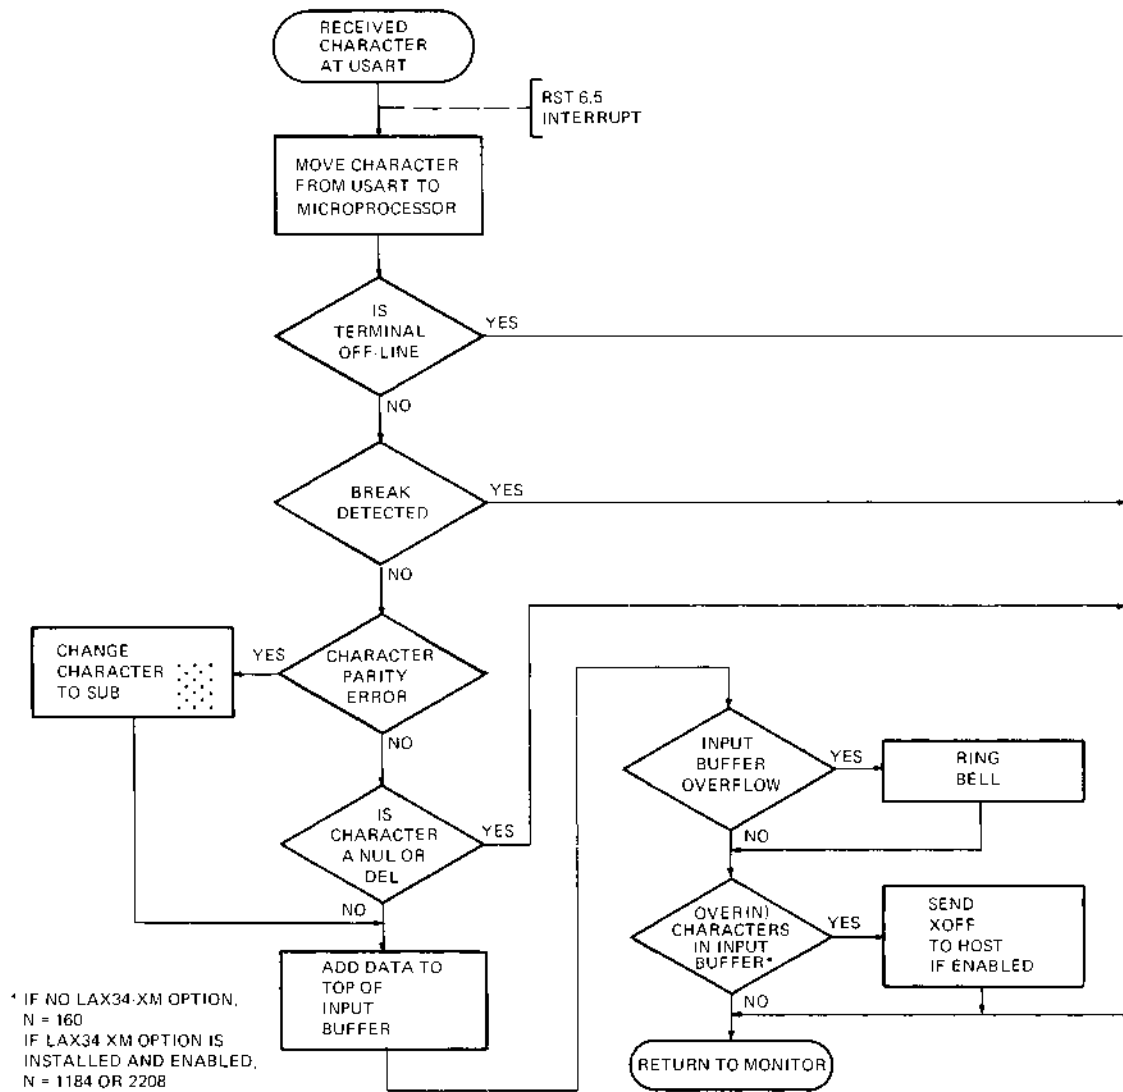 RECEIVED
CHARACTER
AT USART
RST 6.5
INTERRUPT
MOVE CHARACTER
FROM USART TO
MICROPROCESSOR
IS
TERMINAL
OFF-LINE
YES
NO
BREAK
DETECTED
YES
NO
CHARACTER
PARITY
ERROR
YES
CHANGE
CHARACTER
TO SUB
NO
IS
CHARACTER
A NUL OR
DEL
YES
NO
ADD DATA TO
TOP OF
INPUT
BUFFER
INPUT
BUFFER
OVERFLOW
YES
RING
BELL
NO
OVER(N)
CHARACTERS
IN INPUT
BUFFER*
YES
SEND
XOFF
TO HOST
IF ENABLED
NO
RETURN TO MONITOR
* IF NO LAX34-XM OPTION,
N = 160
IF LAX34 XM OPTION IS
INSTALLED AND ENABLED,
N = 1184 OR 2208